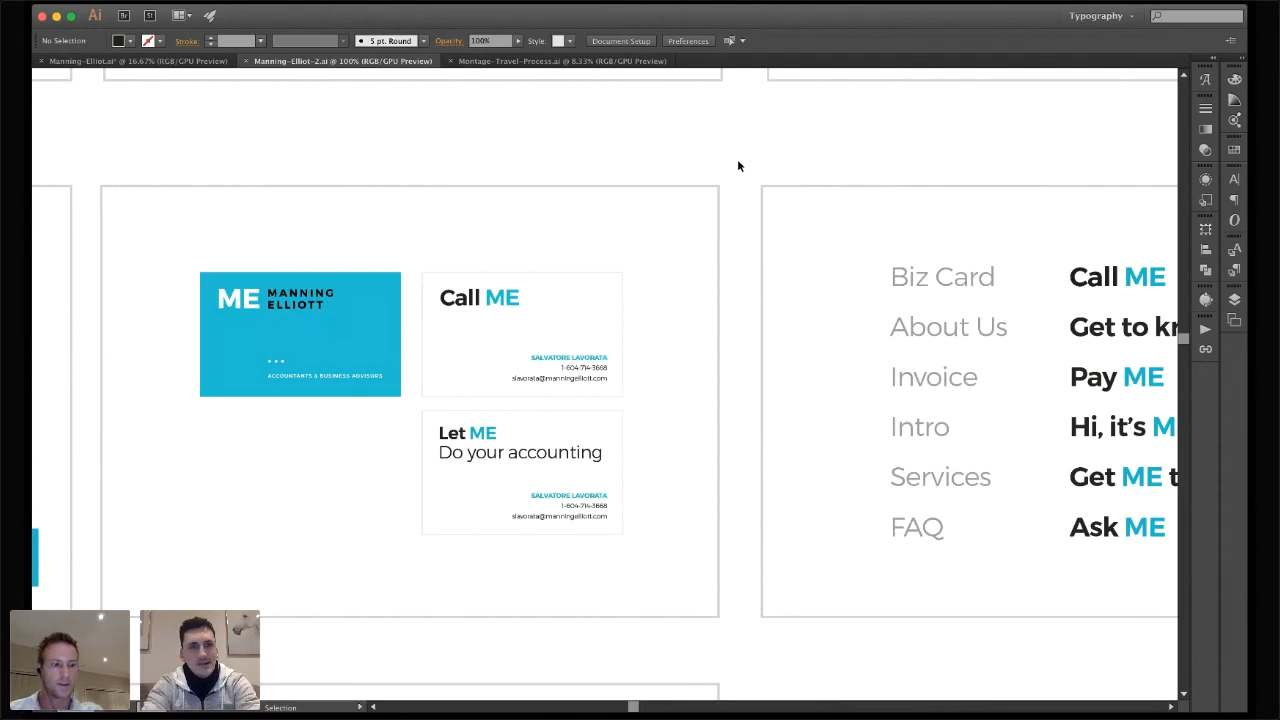 Ai
Br
St
Typography
No Selection
Stroke:
5 pt. Round
Opacity:
100%
Style:
Document Setup
Preferences
Manning-Elliot.ai* @ 16.67% (RGB/GPU Preview)
Manning-Elliot-2.ai @ 100% (RGB/GPU Preview)
Montage-Travel-Process.ai @ 8.33% (RGB/GPU Preview)
ME MANNING
ELLIOTT
ACCOUNTANTS & BUSINESS ADVISORS
Call ME
SALVATORE LAVORATA
1-604-714-3668
slavorata@manningelliott.com
Let ME
Do your accounting
SALVATORE LAVORATA
1-604-714-3668
slavorata@manningelliott.com
Biz Card Call ME
About Us Get to
Invoice Pay ME
Intro Hi, it's
Services Get ME
FAQ Ask ME
Selection